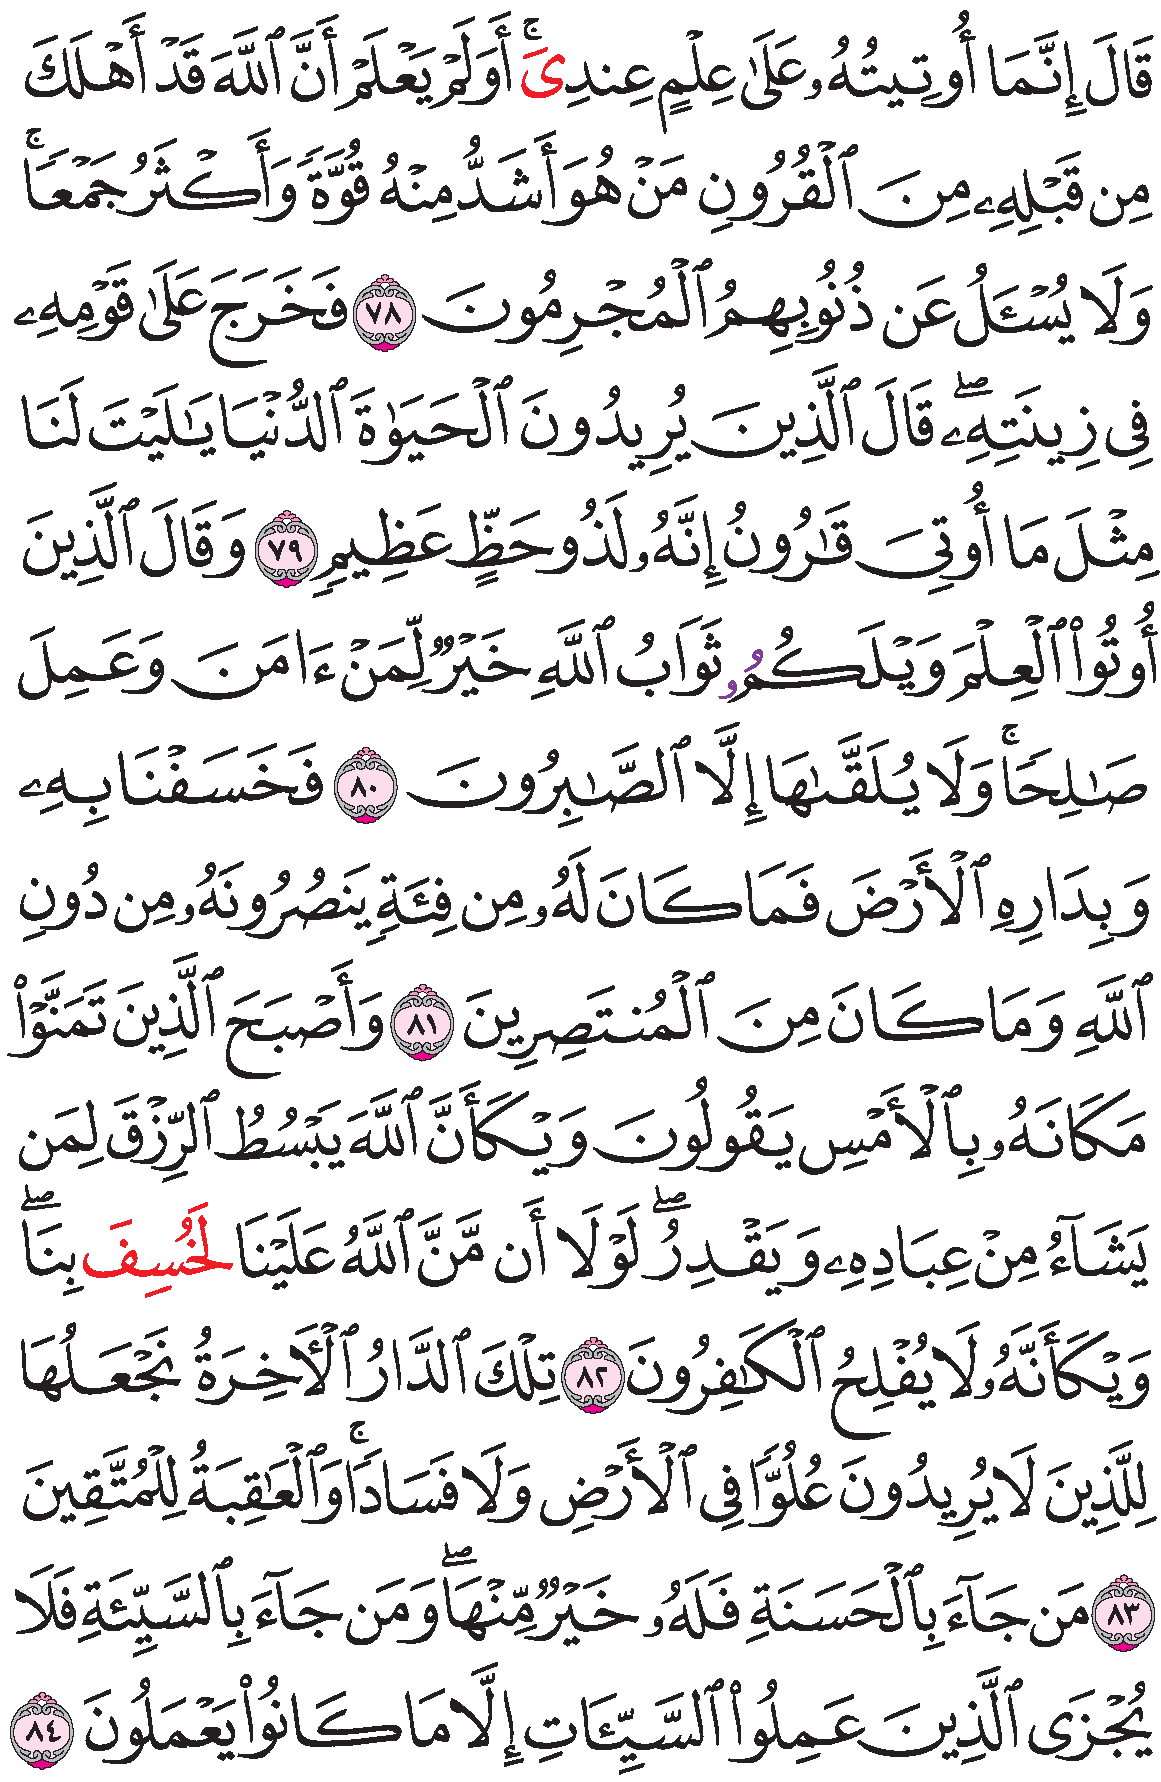 قَالَ إِنَّمَا أُوتِيتُهُۥ عَلَىٰ عِلْمٍ عِندِىَۚ أَوَلَمْ يَعْلَمْ أَنَّ ٱللَّهَ قَدْ أَهْلَكَ
مِن قَبْلِهِۦ مِنَ ٱلْقُرُونِ مَنْ هُوَ أَشَدُّ مِنْهُ قُوَّةً وَأَكْثَرُ جَمْعًاۚ
وَلَا يُسْـَٔلُ عَن ذُنُوبِهِمُ ٱلْمُجْرِمُونَ ٧٨ فَخَرَجَ عَلَىٰ قَوْمِهِۦ
فِى زِينَتِهِۦۖ قَالَ ٱلَّذِينَ يُرِيدُونَ ٱلْحَيَوٰةَ ٱلدُّنْيَا يَـٰلَيْتَ لَنَا
مِثْلَ مَا أُوتِىَ قَـٰرُونُ إِنَّهُۥ لَذُو حَظٍّ عَظِيمٍ ٧٩ وَقَالَ ٱلَّذِينَ
أُوتُوا۟ ٱلْعِلْمَ وَيْلَكُمُۥ ثَوَابُ ٱللَّهِ خَيْرٌ لِّمَنْ ءَامَنَ وَعَمِلَ
صَـٰلِحًاۚ وَلَا يُلَقَّىٰهَا إِلَّا ٱلصَّـٰبِرُونَ ٨٠ فَخَسَفْنَا بِهِۦ
وَبِدَارِهِ ٱلْأَرْضَ فَمَا كَانَ لَهُۥ مِن فِئَةٍ يَنصُرُونَهُۥ مِن دُونِ
ٱللَّهِ وَمَا كَانَ مِنَ ٱلْمُنتَصِرِينَ ٨١ وَأَصْبَحَ ٱلَّذِينَ تَمَنَّوْا۟
مَكَانَهُۥ بِٱلْأَمْسِ يَقُولُونَ وَيْكَأَنَّ ٱللَّهَ يَبْسُطُ ٱلرِّزْقَ لِمَن
يَشَآءُ مِنْ عِبَادِهِۦ وَيَقْدِرُۖ لَوْلَا أَن مَّنَّ ٱللَّهُ عَلَيْنَا لَخُسِفَ بِنَاۖ
وَيْكَأَنَّهُۥ لَا يُفْلِحُ ٱلْكَـٰفِرُونَ ٨٢ تِلْكَ ٱلدَّارُ ٱلْـَٔاخِرَةُ نَجْعَلُهَا
لِلَّذِينَ لَا يُرِيدُونَ عُلُوًّا فِى ٱلْأَرْضِ وَلَا فَسَادًاۚ وَٱلْعَـٰقِبَةُ لِلْمُتَّقِينَ
٨٣ مَن جَآءَ بِٱلْحَسَنَةِ فَلَهُۥ خَيْرٌ مِّنْهَاۖ وَمَن جَآءَ بِٱلسَّيِّئَةِ فَلَا
يُجْزَى ٱلَّذِينَ عَمِلُوا۟ ٱلسَّيِّـَٔاتِ إِلَّا مَا كَانُوا۟ يَعْمَلُونَ ٨٤